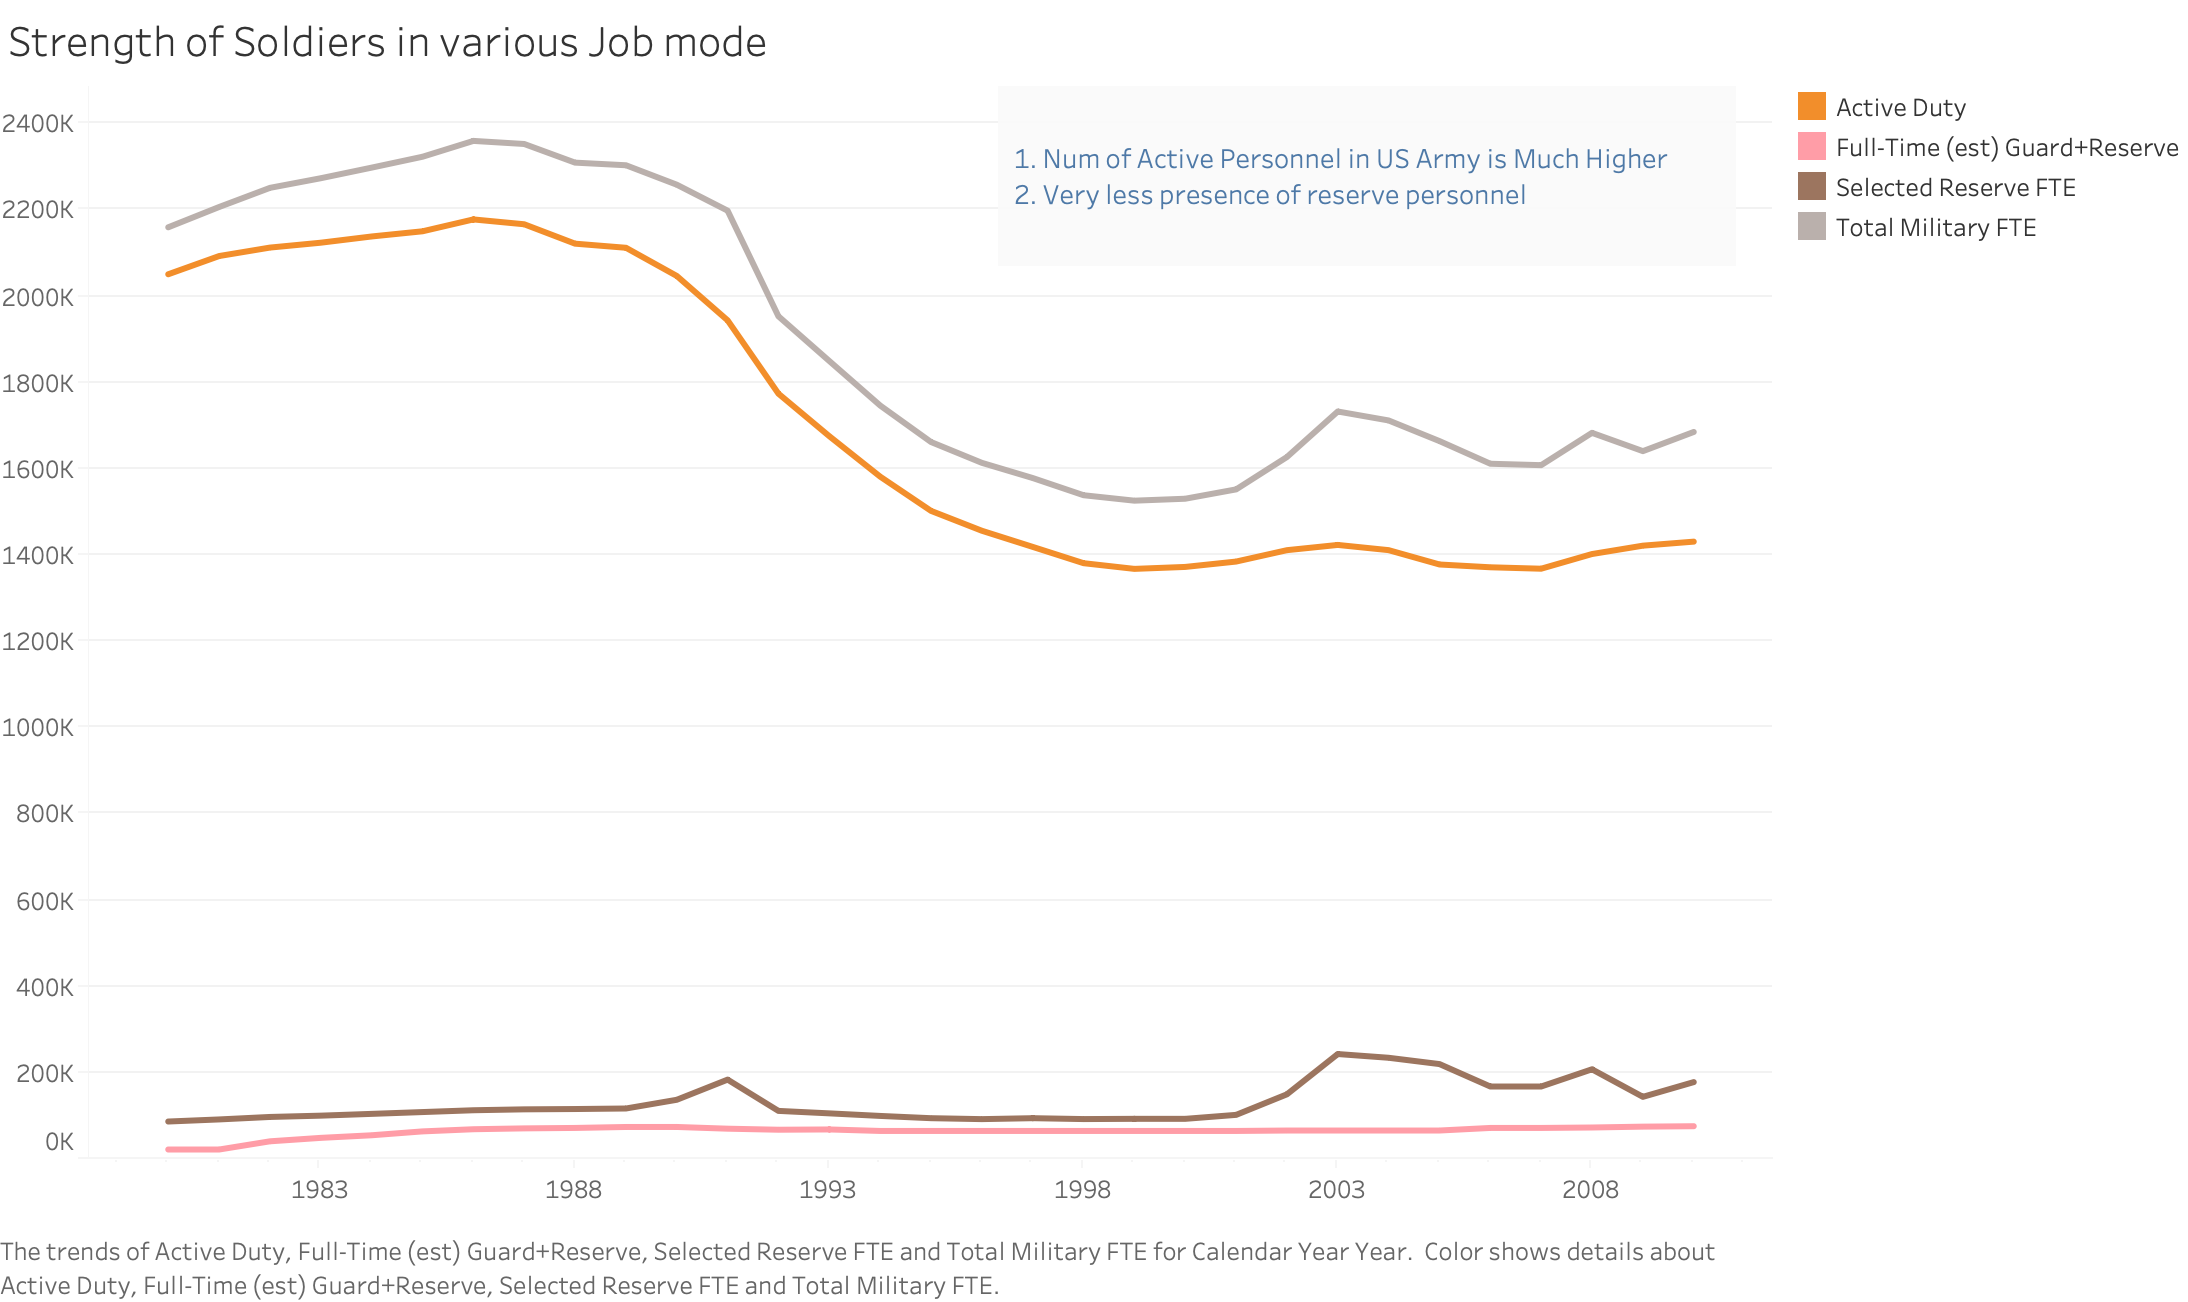 Strength of Soldiers in various Job mode
2400K
2200K
2000K
1800K
1600K
1400K
1200K
1000K
800K
600K
400K
200K
0K
1. Num of Active Personnel in US Army is Much Higher
2. Very less presence of reserve personnel
Active Duty
Full-Time (est) Guard+Reserve
Selected Reserve FTE
Total Military FTE
1983 1988 1993 1998 2003 2008
The trends of Active Duty, Full-Time (est) Guard+Reserve, Selected Reserve FTE and Total Military FTE for Calendar Year Year.  Color shows details about
Active Duty, Full-Time (est) Guard+Reserve, Selected Reserve FTE and Total Military FTE.